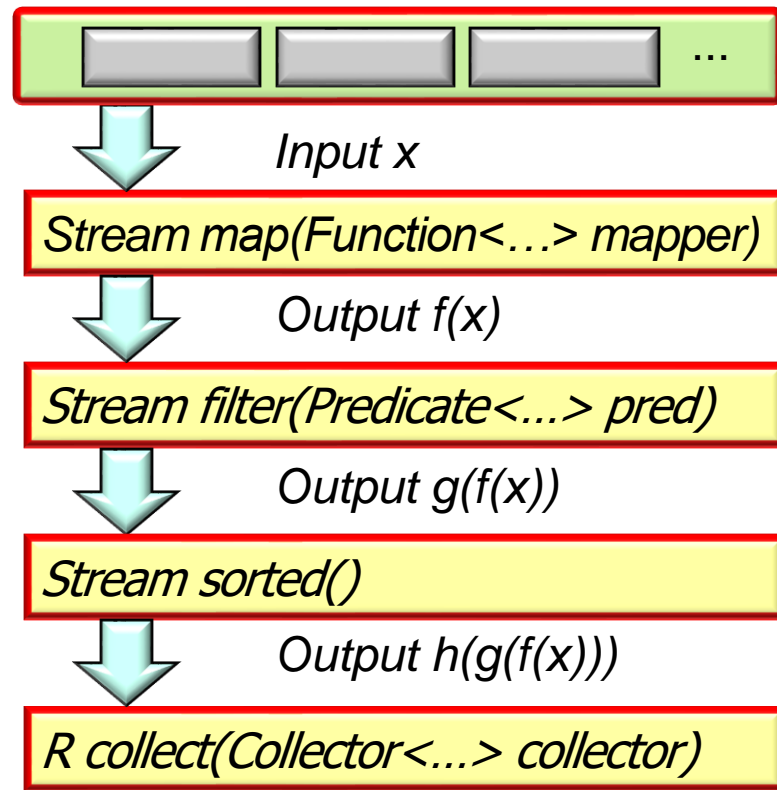 ...
Input x
Stream map(Function<…> mapper)
Output f(x)
Stream filter(Predicate<...> pred)
Output g(f(x))
Stream sorted()
Output h(g(f(x)))
R collect(Collector<...> collector)